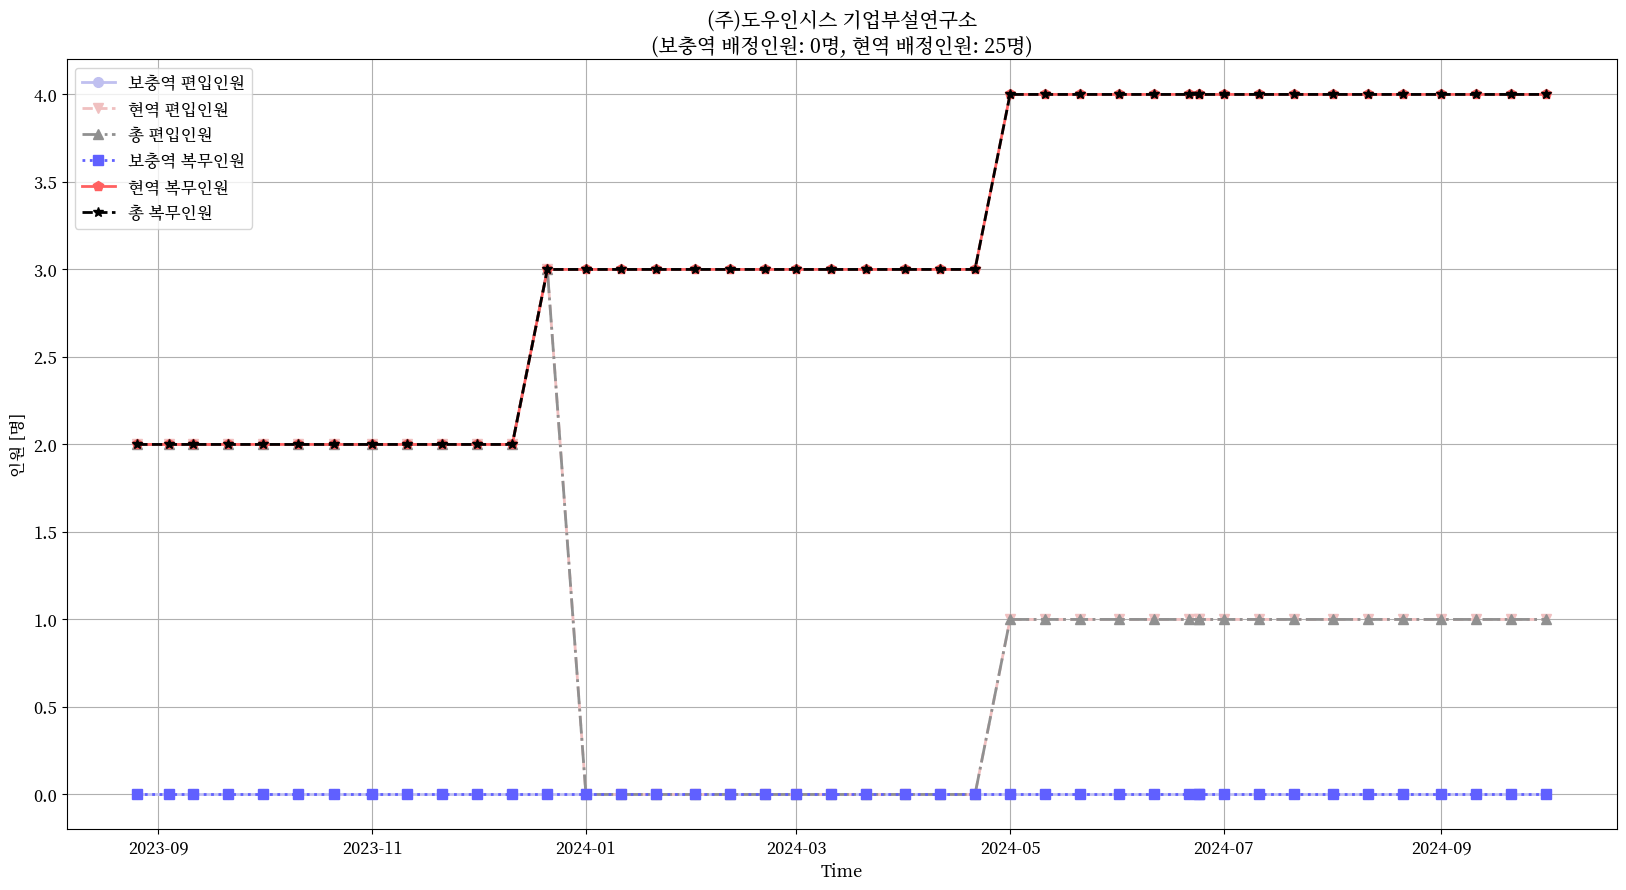 (주)도우인시스 기업부설연구소
(보충역 배정인원: 0명, 현역 배정인원: 25명)
보충역 편입인원
현역 편입인원
총 편입인원
보충역 복무인원
현역 복무인원
총 복무인원
인원 [명]
4.0
3.5
3.0
2.5
2.0
1.5
1.0
0.5
0.0
2023-09
2023-11
2024-01
2024-03
2024-05
2024-07
2024-09
Time